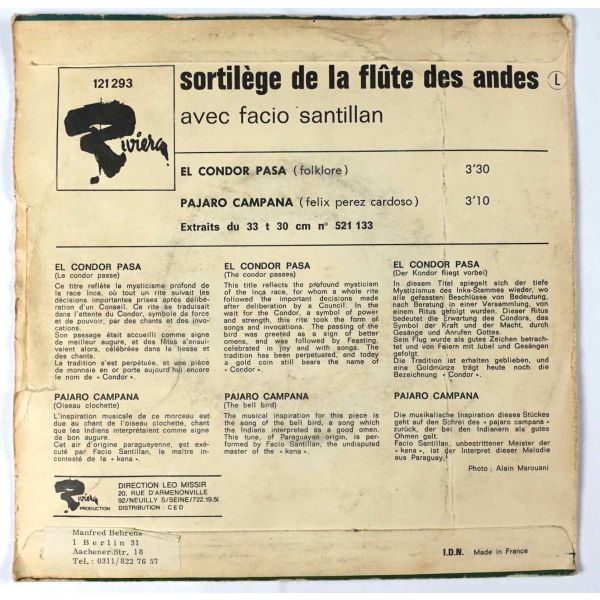 121293
Riviera
sortilège de la flûte des andes L
avec facio santillan
EL CONDOR PASA (folklore) 3'30
PAJARO CAMPANA (felix perez cardoso) 3'10
Extraits du 33 t 30 cm n° 521 133
EL CONDOR PASA
(Le condor passe)
Ce titre reflète le mysticisme profond de
la race Inca, où tout un rite suivait les
décisions importantes prises après délibé-
ration d'un Conseil. Ce rite se traduisait
dans l'attente du Condor, symbole de force
et de pouvoir, par des chants et des invo-
cations.
Son passage était accueilli comme signe
de meilleur augure, et des fêtes s'ensui-
vaient alors, célébrées dans la liesse et
des chants.
La tradition s'est perpétuée, et une pièce
de monnaie en or porte aujourd'hui encore
le nom de « Condor ».
PAJARO CAMPANA
(Oiseau clochette)
L'inspiration musicale de ce morceau est
due au chant de l'oiseau clochette, chant
que les Indiens interprétaient comme signe
de bon augure.
Cet air d'origine paraguayenne, est exé-
cuté par Facio Santillan, le maître in-
contesté de la « kena ».
EL CONDOR PASA
(The condor passes)
This title reflects the profound mysticism
of the Inca race, for whom a whole rite
followed the important decisions made
after deliberation by a Council. In the
wait for the Condor, a symbol of power
and strength, this rite took the form of
songs and invocations. The passing of the
bird was greeted as a sign of better
omens, and was followed by Feasting,
celebrated in joy and with songs. The
tradition has been perpetuated, and today
a gold coin still bears the name of
« Condor ».
PAJARO CAMPANA
(The bell bird)
The musical inspiration for this piece is
the song of the bell bird, a song which
the Indians interpreted as a good omen.
This tune, of Paraguayan origin, is per-
formed by Facio Santillan, the undisputed
master of the « kena ».
EL CONDOR PASA
(Der Kondor fliegt vorbei)
In diesem Titel spiegelt sich der tiefe
Mystizismus des Inka-Stammes wieder, wo
alle gefassten Beschlüsse von Bedeutung,
nach Beratung in einer Versammlung, von
einem Ritus gefolgt wurden. Dieser Ritus
bedeutet die Erwartung des Condors, das
Symbol der Kraft und der Macht, durch
Gesänge und Anrufen Gottes.
Sein Flug wurde als gutes Zeichen betrach-
tet und von Feiern mit Jubel und Gesängen
gefolgt.
Die Tradition ist erhalten geblieben, und
eine Goldmünze trägt heute noch die
Bezeichnung « Condor ».
PAJARO CAMPANA
Die musikalische Inspiration dieses Stückes
geht auf den Schrei des « pajaro campana »
zurück, der bei den Indianern als gutes
Ohmen galt.
Facio Santillan, unbestrittener Meister der
« kena », ist der Interpret dieser Melodie
aus Paraguay.
Photo : Alain Marouani
Riviera
PRODUCTION
DIRECTION LEO MISSIR
20, RUE D'ARMENONVILLE
92/NEUILLY S/SEINE/722.19.50
DISTRIBUTION : CED
Manfred Behrens
1 Berlin 31
Aachener Str. 18
Tel.: 0311/822 76 57
I.D.N. Made in France